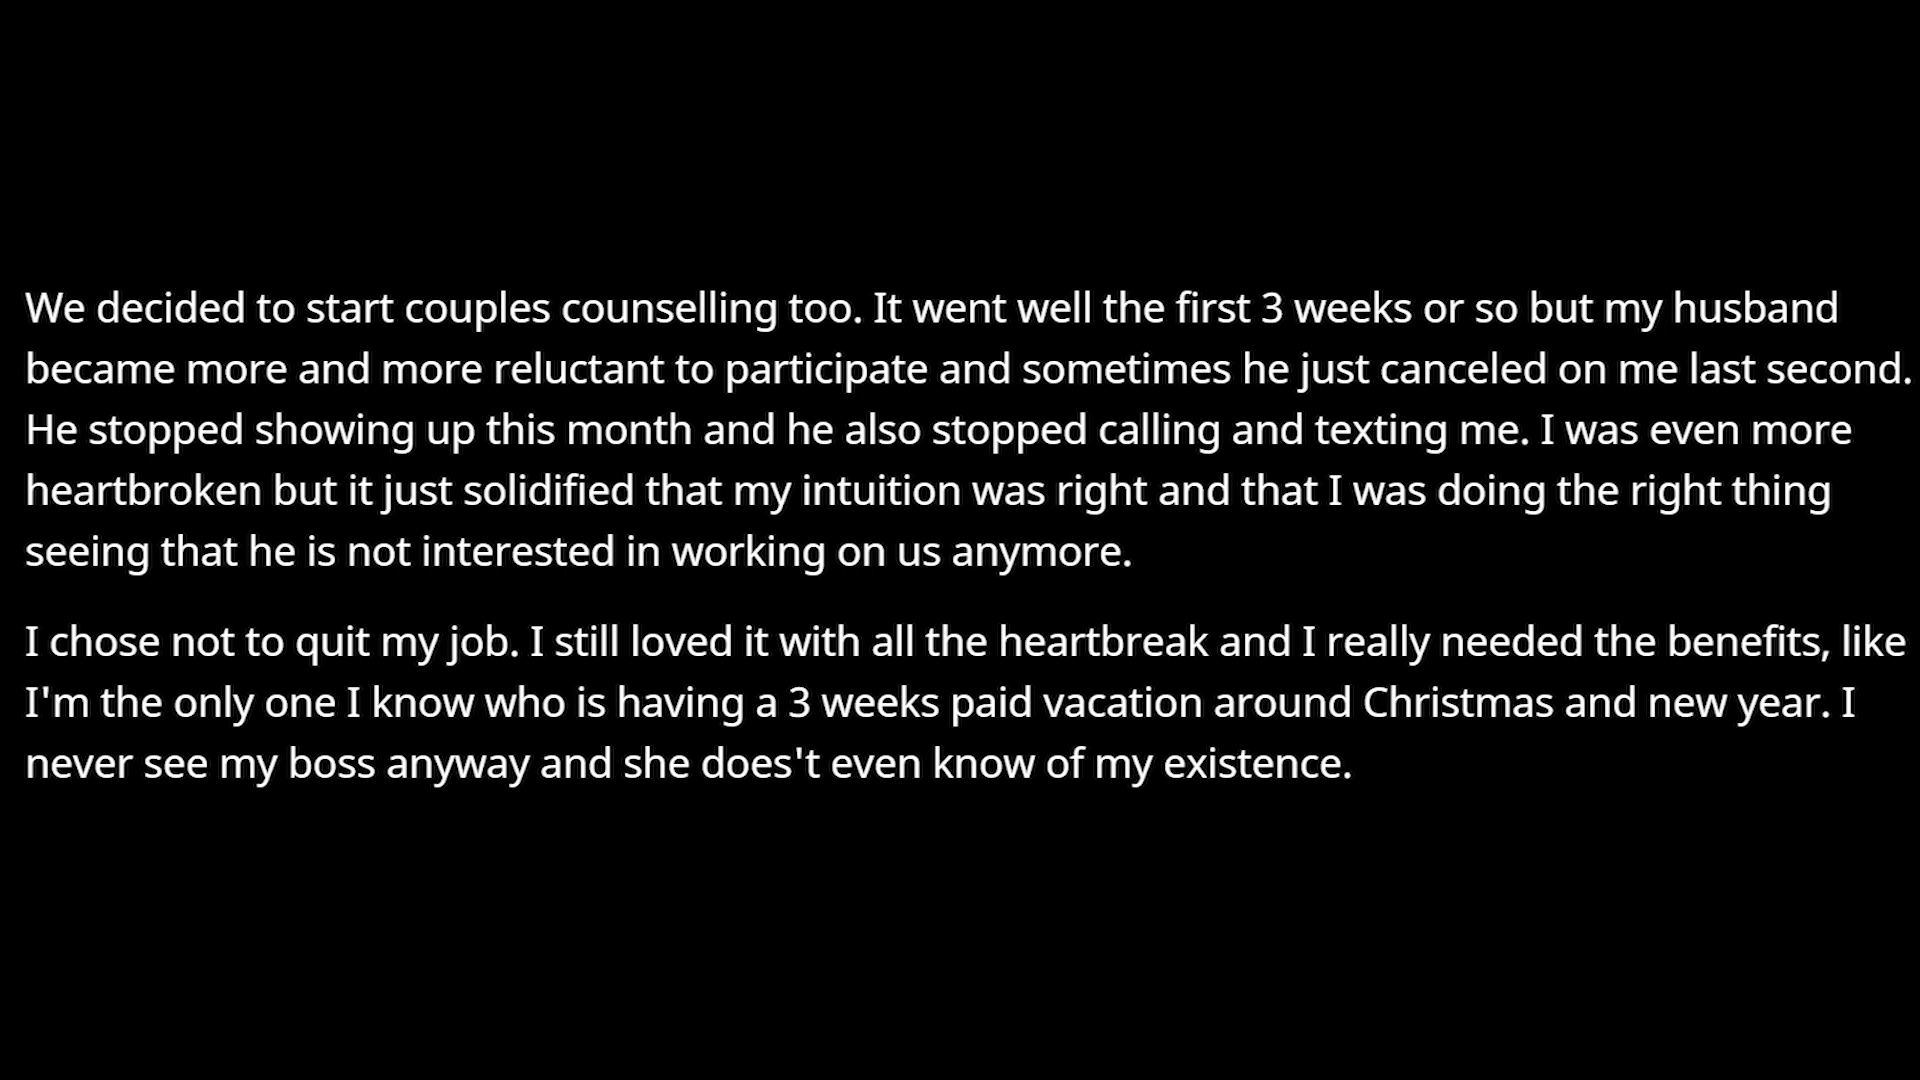 We decided to start couples counselling too. It went well the first 3 weeks or so but my husband
became more and more reluctant to participate and sometimes he just canceled on me last second.
He stopped showing up this month and he also stopped calling and texting me. I was even more
heartbroken but it just solidified that my intuition was right and that I was doing the right thing
seeing that he is not interested in working on us anymore.
I chose not to quit my job. I still loved it with all the heartbreak and I really needed the benefits, like
I'm the only one I know who is having a 3 weeks paid vacation around Christmas and new year. I
never see my boss anyway and she does't even know of my existence.